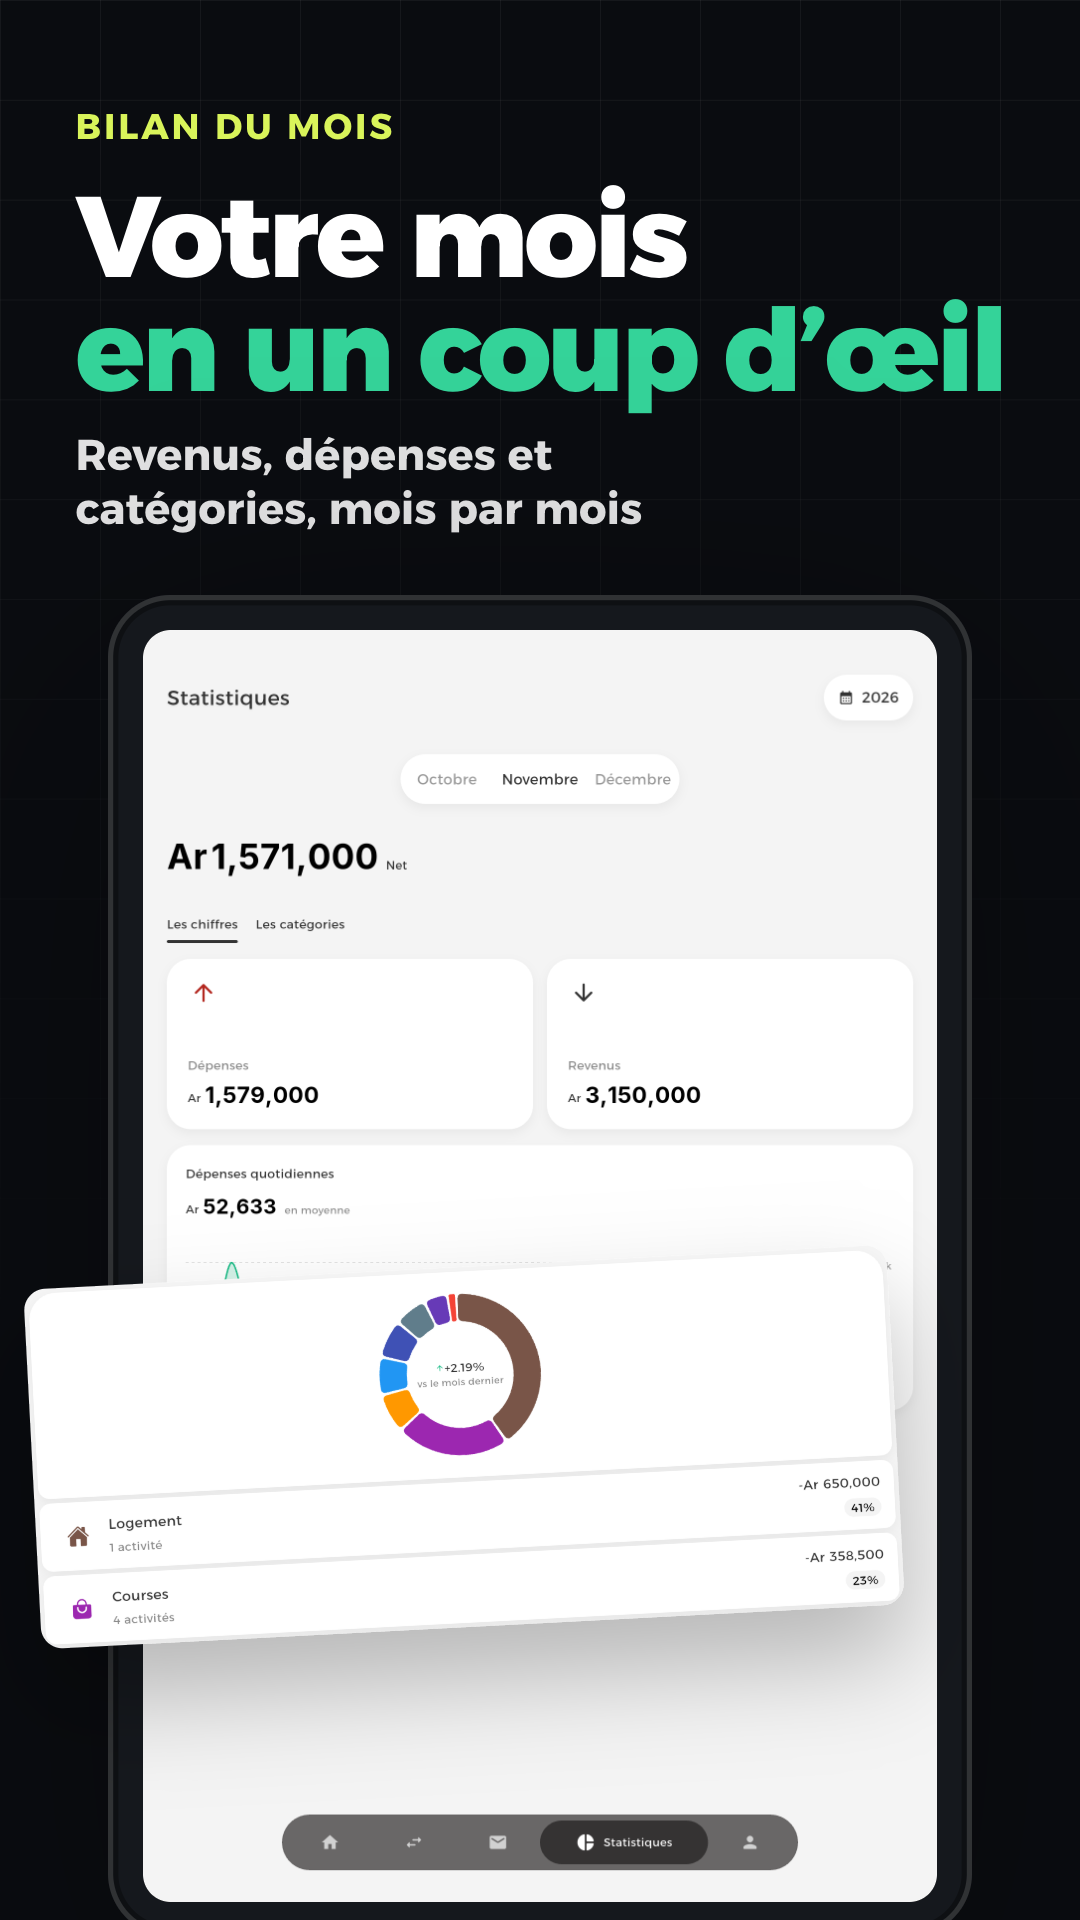 BILAN DU MOIS
Votre mois
en un coup d’œil
Revenus, dépenses et
catégories, mois par mois
Statistiques
2026
Octobre Novembre Décembre
Ar 1,571,000 Net
Les chiffres Les catégories
Dépenses
Ar 1,579,000
Revenus
Ar 3,150,000
Dépenses quotidiennes
Ar 52,633 en moyenne
k
+2.19%
vs le mois dernier
Logement
1 activité
-Ar 650,000
41%
Courses
4 activités
-Ar 358,500
23%
Statistiques